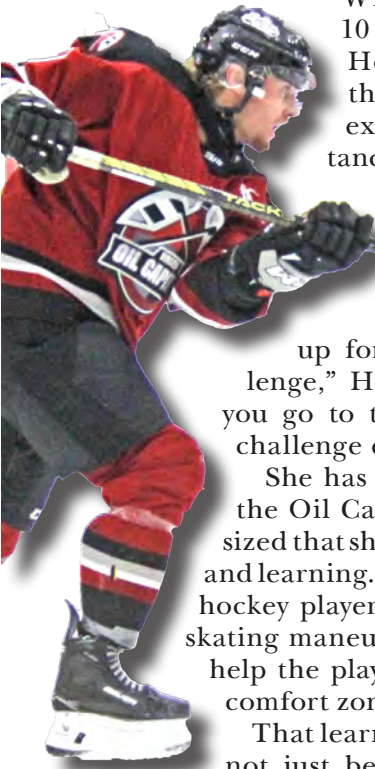 10
th
ex
tanc
CCM
TACK
OIL CAP
up for
lenge,” H
you go to t
challenge
She has
the Oil Ca
sized that sh
and learning.
hockey player
skating maneu
help the play
comfort zon
That learn
not just be